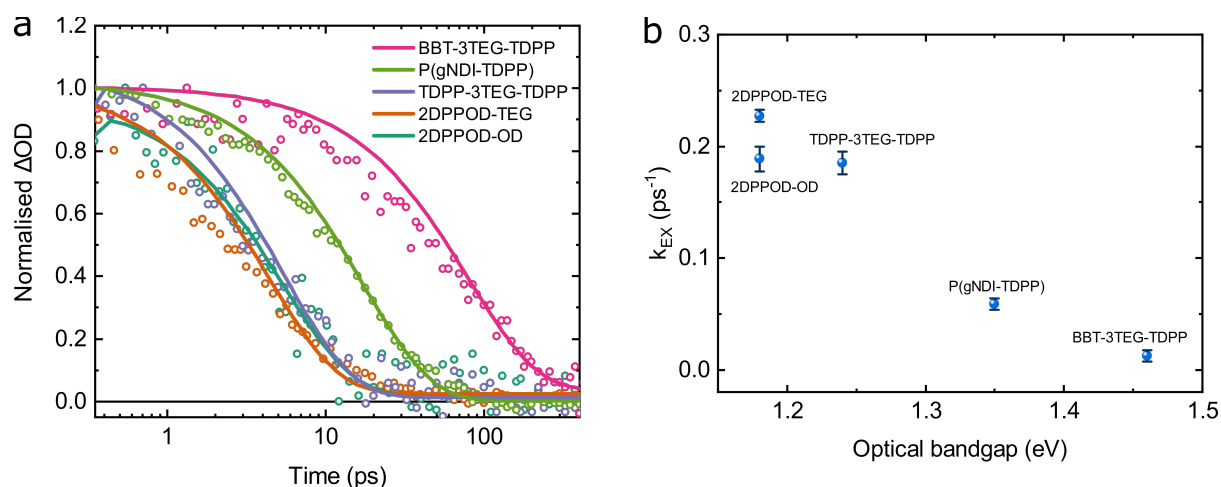 a
1.2
1.0
0.8
0.6
0.4
0.2
0.0
Normalised ΔOD
BBT-3TEG-TDPP
P(gNDI-TDPP)
TDPP-3TEG-TDPP
2DPPOD-TEG
2DPPOD-OD
1
10
100
Time (ps)
b
0.3
0.2
0.1
0.0
k_EX (ps⁻¹)
2DPPOD-TEG
TDPP-3TEG-TDPP
2DPPOD-OD
P(gNDI-TDPP)
BBT-3TEG-TDPP
1.2
1.3
1.4
1.5
Optical bandgap (eV)